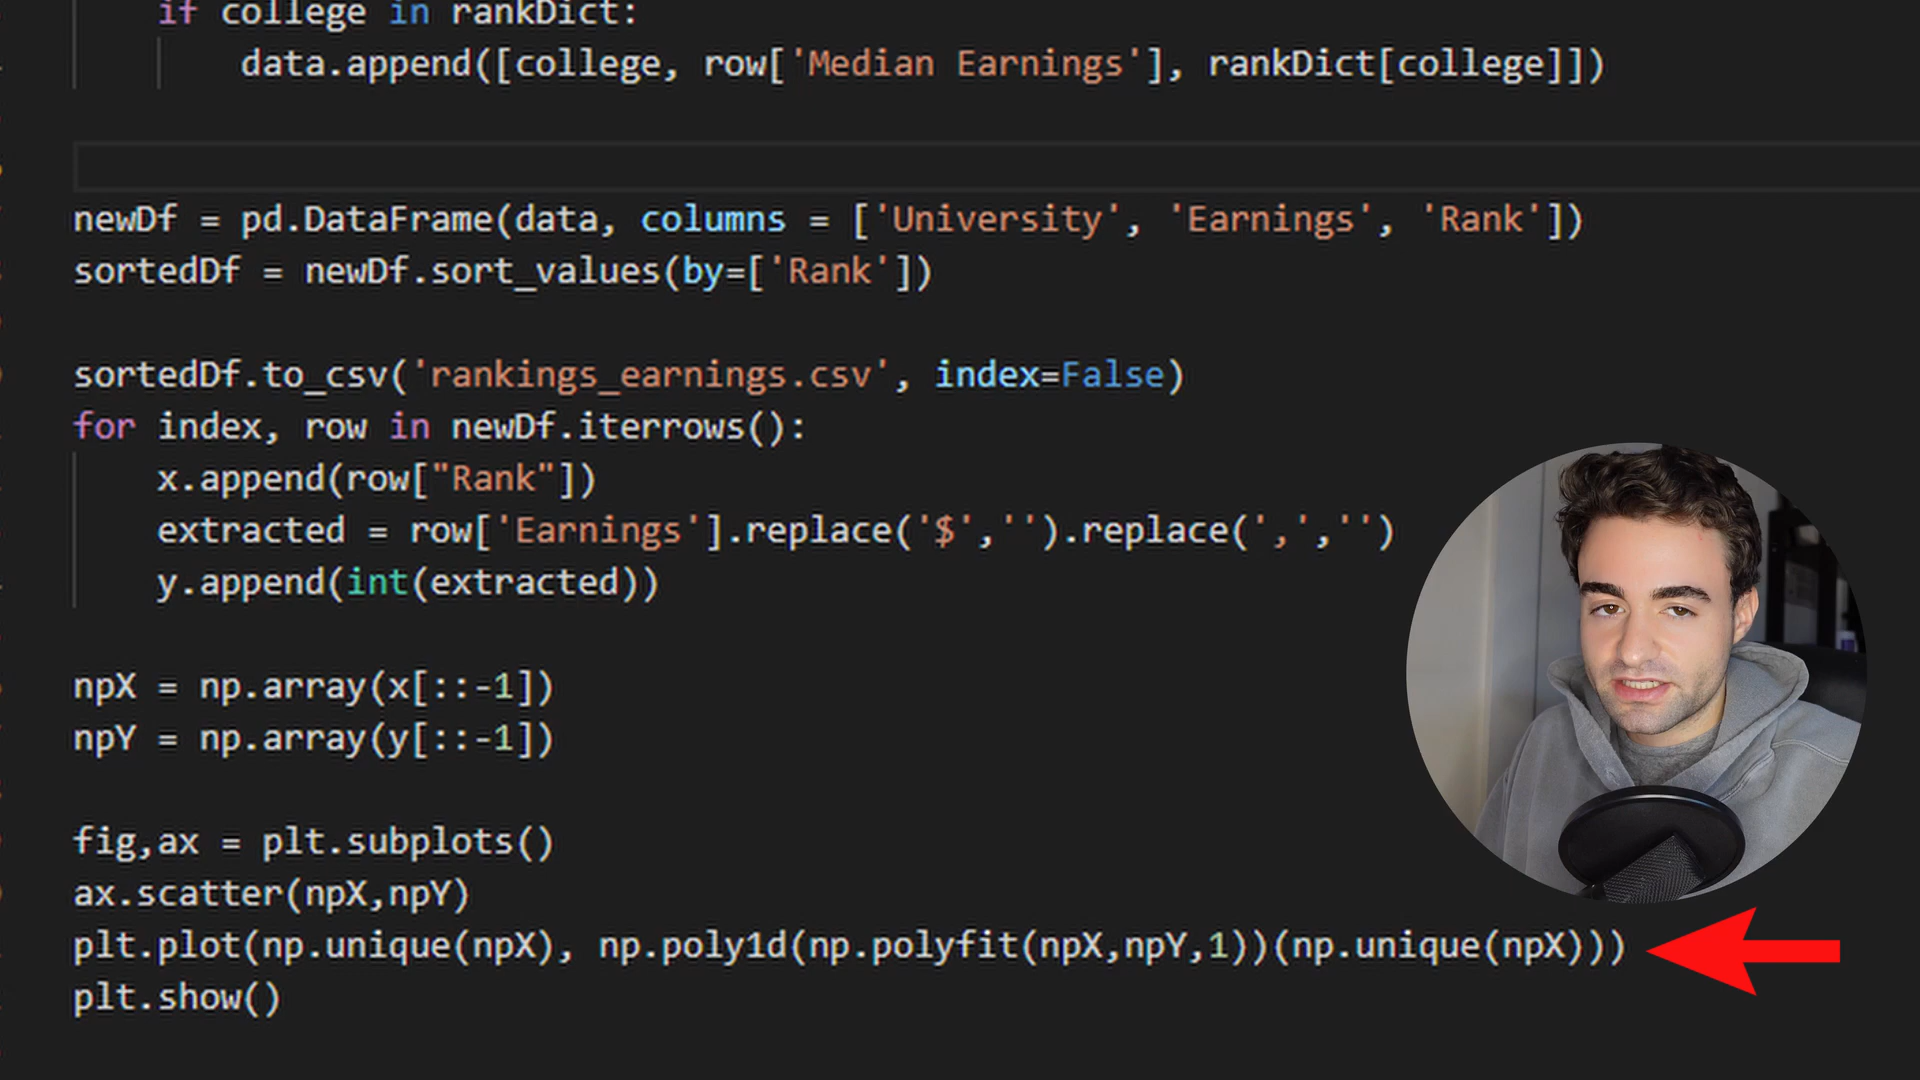 if college in rankDict:
data.append([college, row['Median Earnings'], rankDict[college]])
newDf = pd.DataFrame(data, columns = ['University', 'Earnings', 'Rank'])
sortedDf = newDf.sort_values(by=['Rank'])
sortedDf.to_csv('rankings_earnings.csv', index=False)
for index, row in newDf.iterrows():
x.append(row["Rank"])
extracted = row['Earnings'].replace('$','').replace(',','')
y.append(int(extracted))
npX = np.array(x[::-1])
npY = np.array(y[::-1])
fig,ax = plt.subplots()
ax.scatter(npX,npY)
plt.plot(np.unique(npX), np.poly1d(np.polyfit(npX,npY,1))(np.unique(npX)))
plt.show()